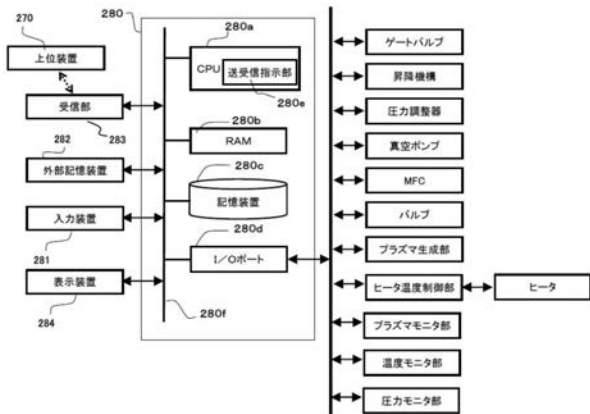 270
上位装置
受信部
283
282
外部記憶装置
入力装置
281
表示装置
284
280
280a
CPU
送受信指示部
280e
280b
RAM
280c
記憶装置
280d
I/Oポート
280f
ゲートバルブ
昇降機構
圧力調整器
真空ポンプ
MFC
バルブ
プラズマ生成部
ヒータ温度制御部
ヒータ
プラズマモニタ部
温度モニタ部
圧力モニタ部